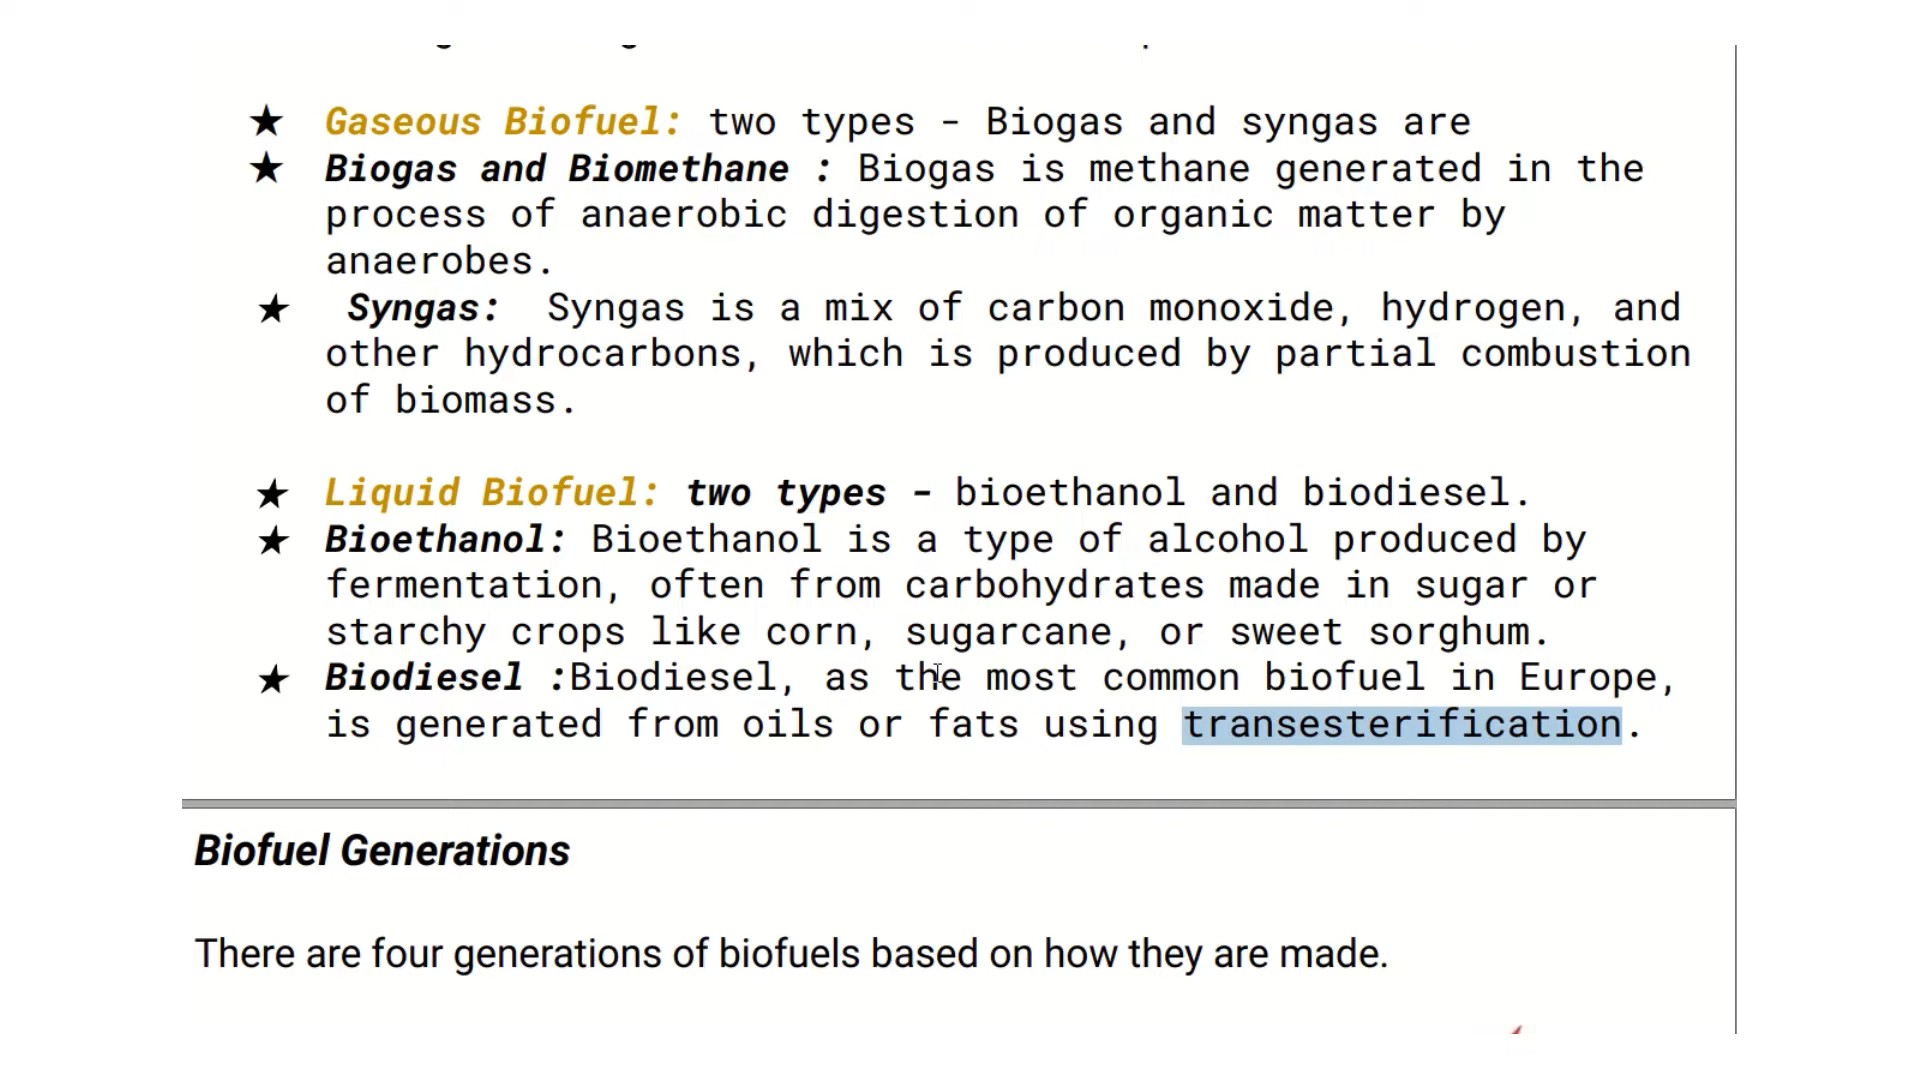 ★ Gaseous Biofuel: two types - Biogas and syngas are
★ Biogas and Biomethane : Biogas is methane generated in the
process of anaerobic digestion of organic matter by
anaerobes.
★ Syngas: Syngas is a mix of carbon monoxide, hydrogen, and
other hydrocarbons, which is produced by partial combustion
of biomass.
★ Liquid Biofuel: two types - bioethanol and biodiesel.
★ Bioethanol: Bioethanol is a type of alcohol produced by
fermentation, often from carbohydrates made in sugar or
starchy crops like corn, sugarcane, or sweet sorghum.
★ Biodiesel :Biodiesel, as the most common biofuel in Europe,
is generated from oils or fats using transesterification.
Biofuel Generations
There are four generations of biofuels based on how they are made.